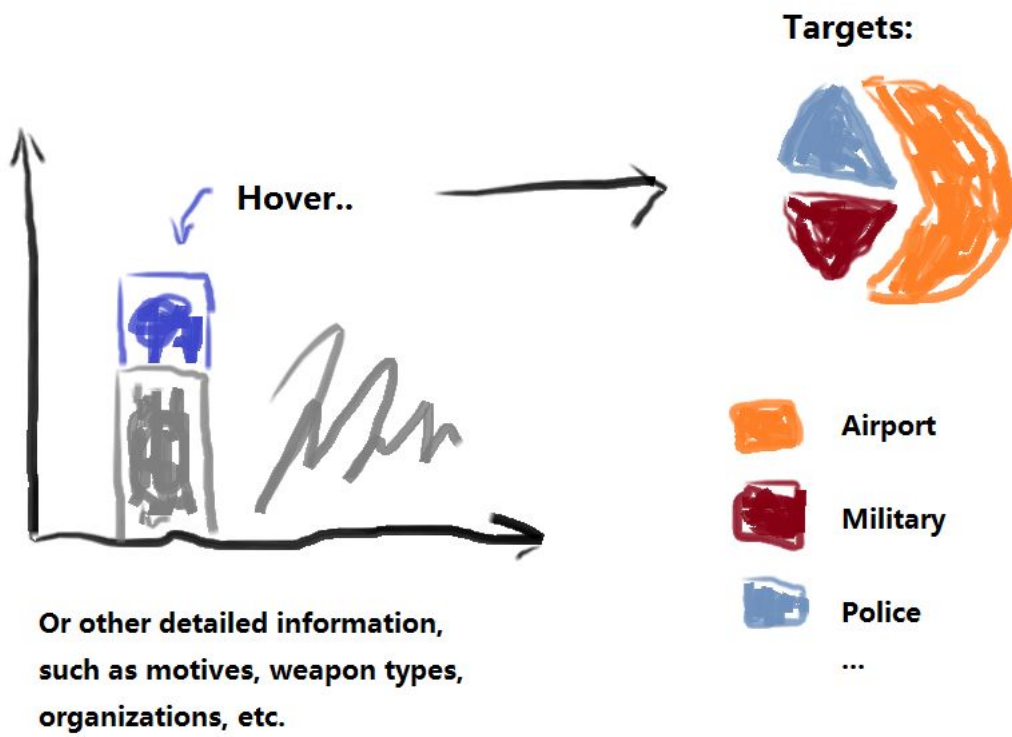 Targets:
Hover..
Airport
Military
Police
...
Or other detailed information,
such as motives, weapon types,
organizations, etc.